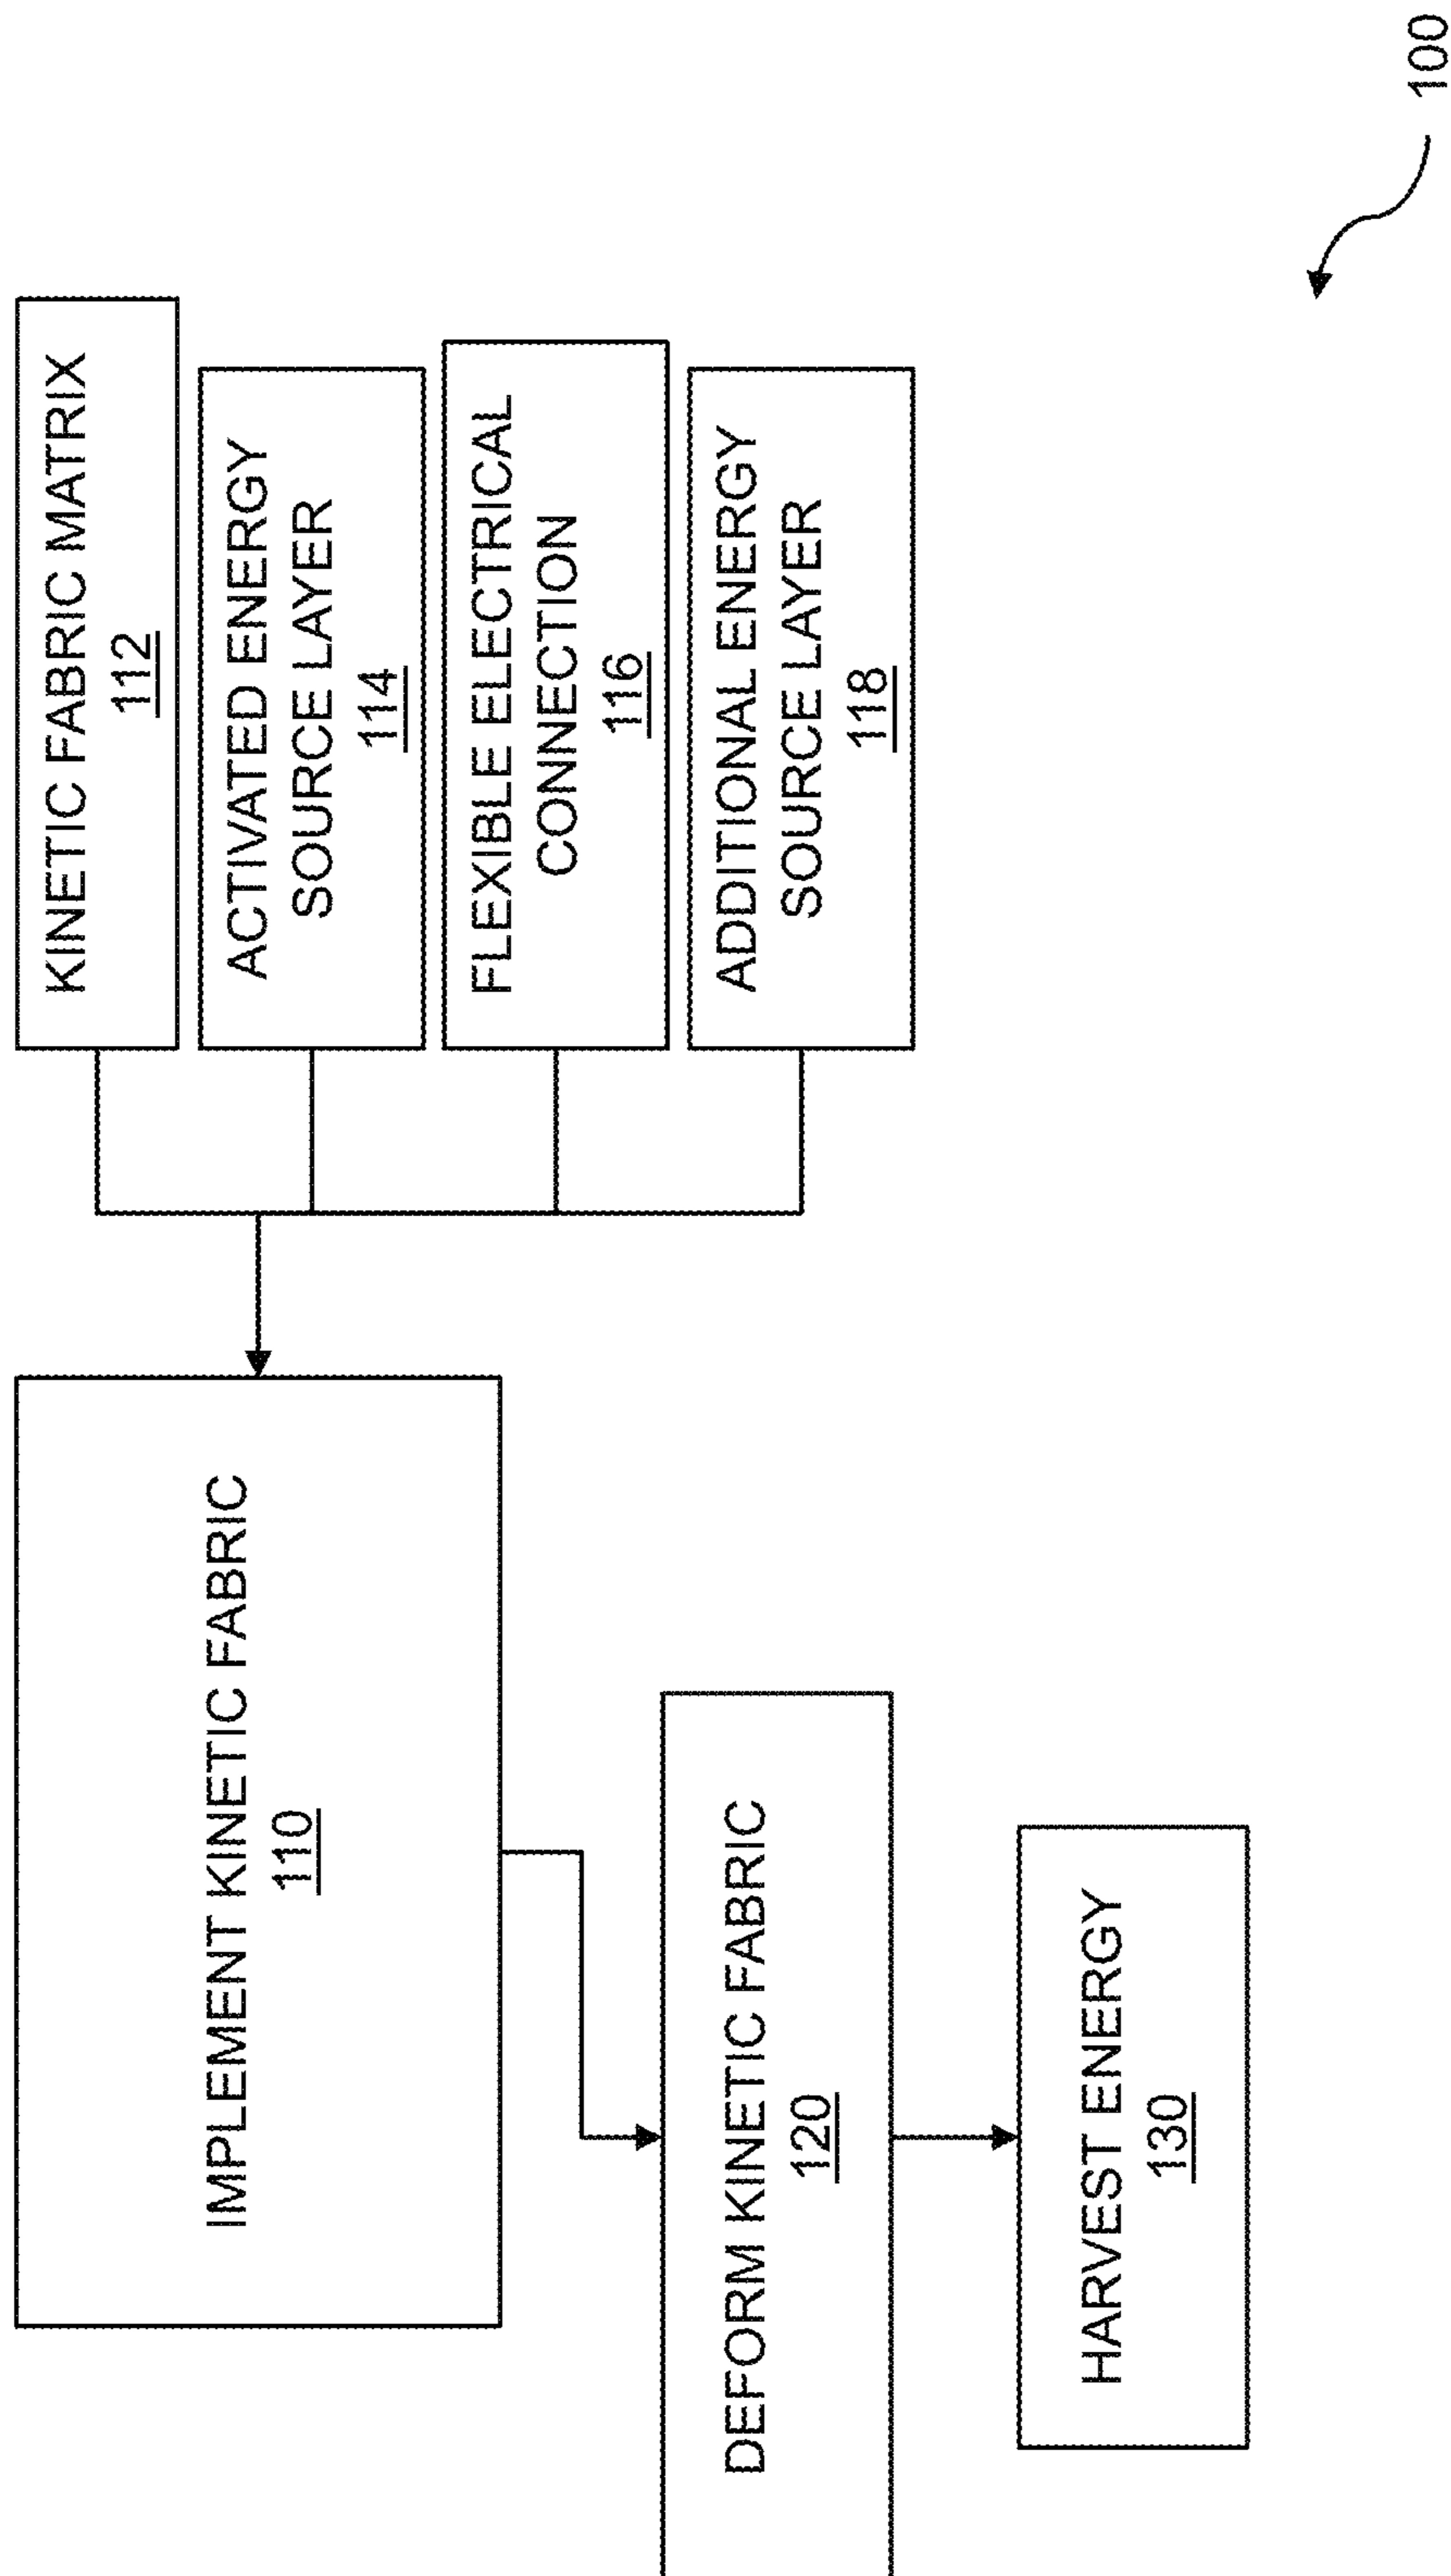 IMPLEMENT KINETIC FABRIC
110
KINETIC FABRIC MATRIX
112
ACTIVATED ENERGY
SOURCE LAYER
114
FLEXIBLE ELECTRICAL
CONNECTION
116
ADDITIONAL ENERGY
SOURCE LAYER
118
DEFORM KINETIC FABRIC
120
HARVEST ENERGY
130
100